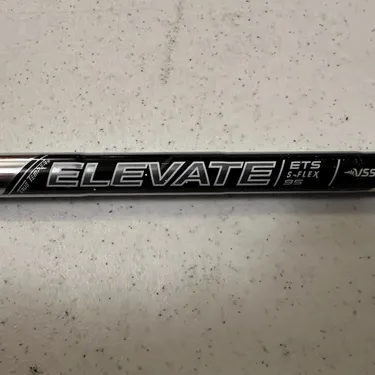 ELEVATE
ETS
S-FLEX
95
VSS